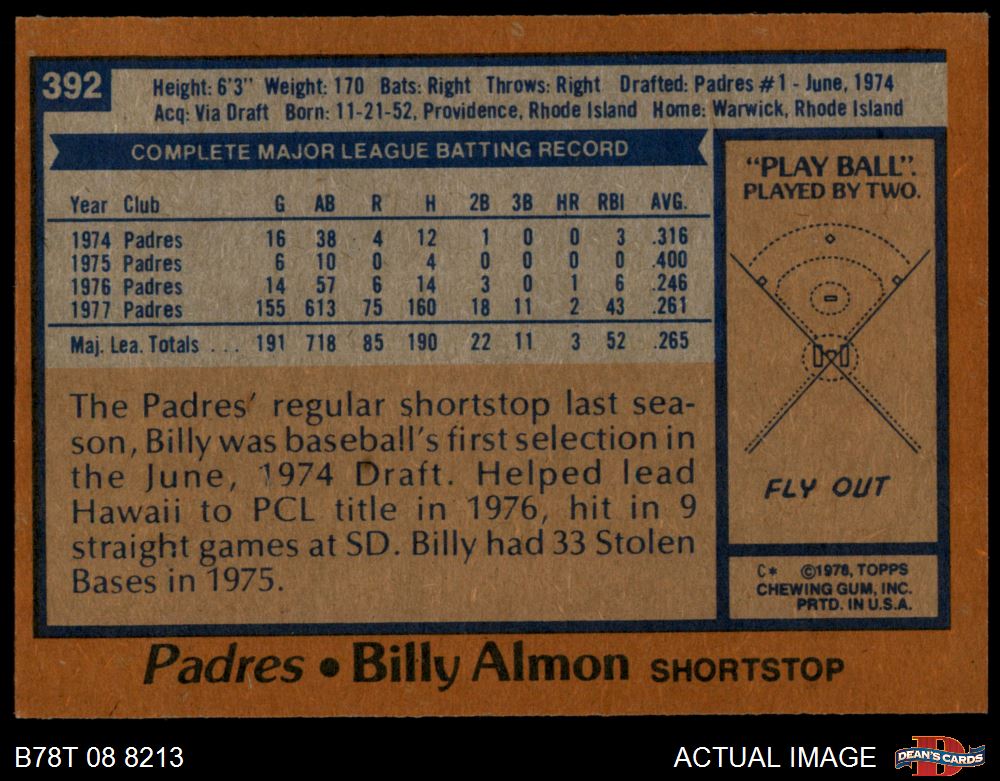 392
Height: 6'3" Weight: 170 Bats: Right Throws: Right Drafted: Padres #1 - June, 1974
Acq: Via Draft Born: 11-21-52, Providence, Rhode Island Home: Warwick, Rhode Island
COMPLETE MAJOR LEAGUE BATTING RECORD
Year Club G AB R H 2B 3B HR RBI AVG.
1974 Padres 16 38 4 12 1 0 0 3 .316
1975 Padres 6 10 0 4 0 0 0 0 .400
1976 Padres 14 57 6 14 3 0 1 6 .246
1977 Padres 155 613 75 160 18 11 2 43 .261
Maj. Lea. Totals ... 191 718 85 190 22 11 3 52 .265
The Padres' regular shortstop last sea-
son, Billy was baseball's first selection in
the June, 1974 Draft. Helped lead
Hawaii to PCL title in 1976, hit in 9
straight games at SD. Billy had 33 Stolen
Bases in 1975.
"PLAY BALL".
PLAYED BY TWO.
FLY OUT
C* ©1978, TOPPS
CHEWING GUM, INC.
PRTD. IN U.S.A.
Padres • Billy Almon SHORTSTOP
B78T 08 8213
ACTUAL IMAGE
D
DEAN'S CARDS